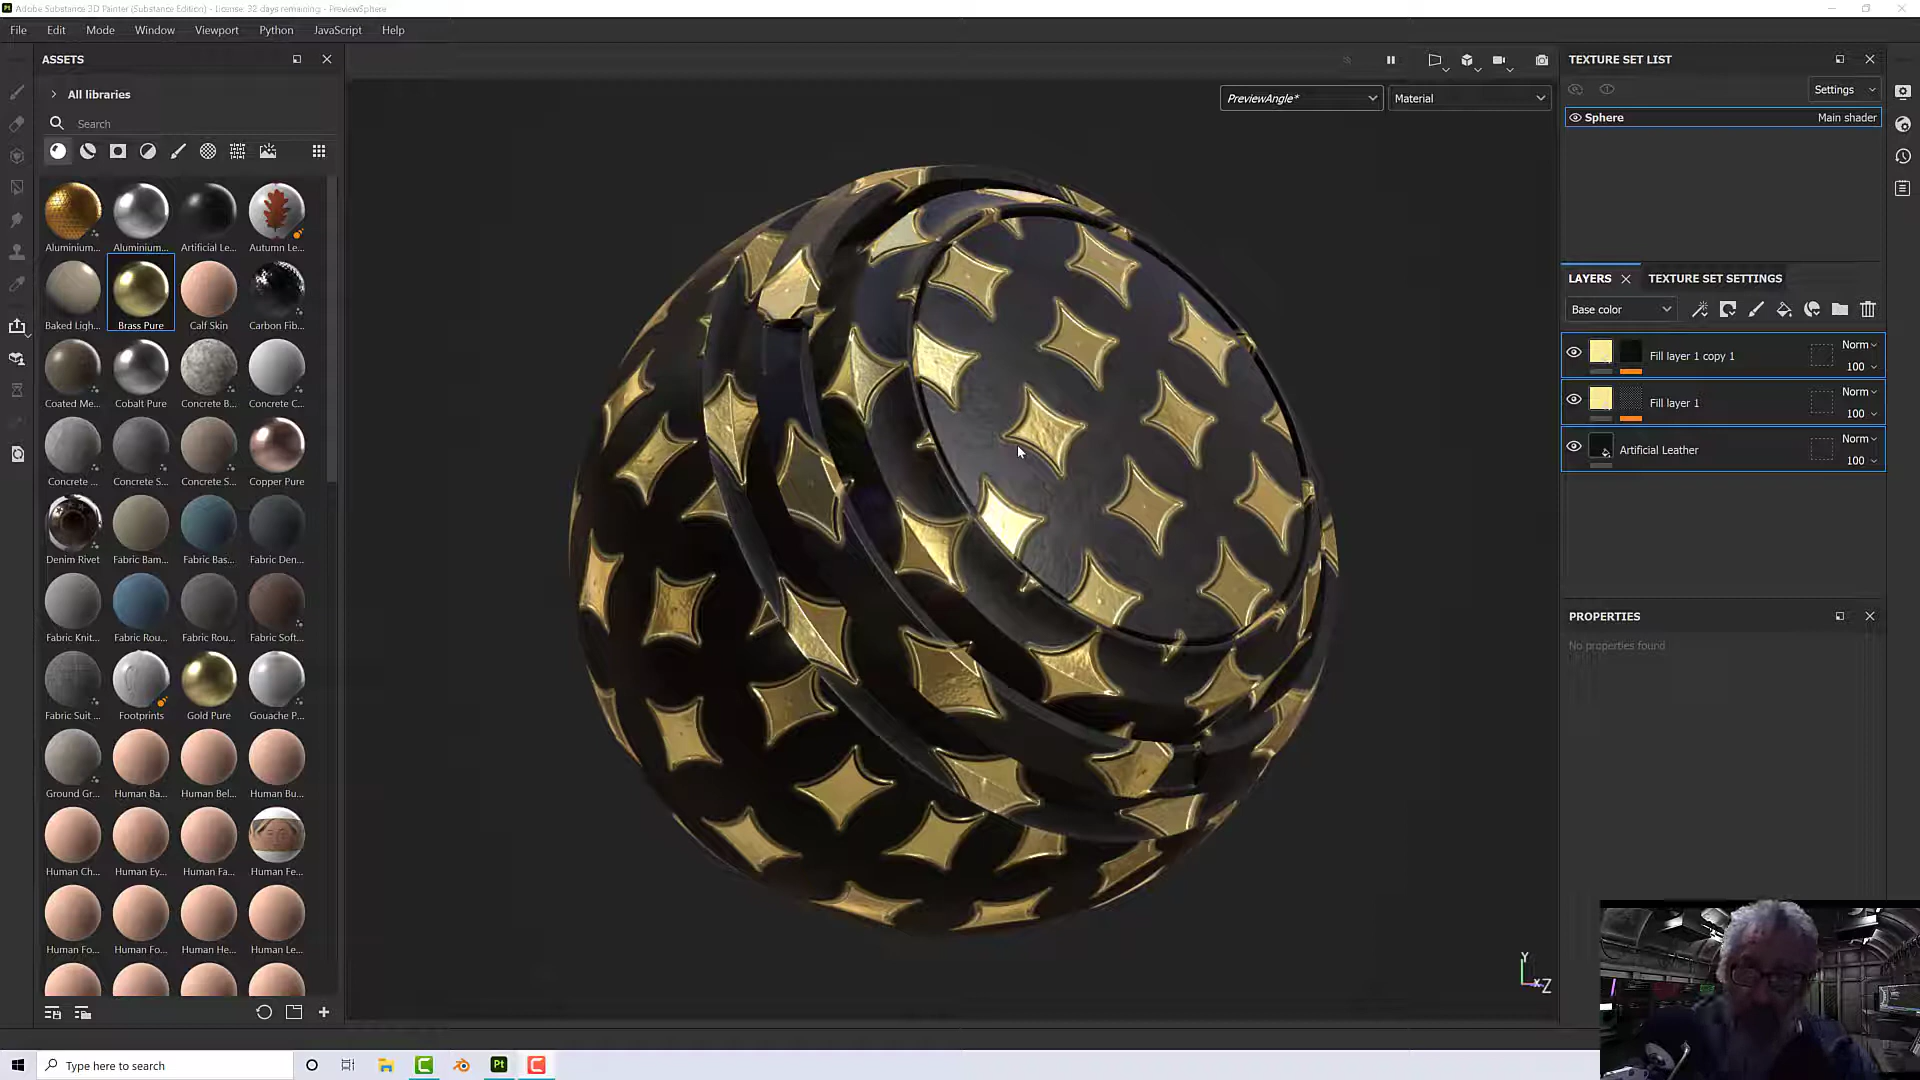 Pt Adobe Substance 3D Painter (Substance Edition) - License: 32 days remaining - PreviewSphere
File Edit Mode Window Viewport Python JavaScript Help
ASSETS
All libraries
Search
Aluminium... Aluminium... Artificial Le... Autumn Le...
Baked Ligh... Brass Pure Calf Skin Carbon Fib...
Coated Me... Cobalt Pure Concrete B... Concrete C...
Concrete ... Concrete S... Concrete S... Copper Pure
Denim Rivet Fabric Bam... Fabric Bas... Fabric Den...
Fabric Knit... Fabric Rou... Fabric Rou... Fabric Soft...
Fabric Suit ... Footprints Gold Pure Gouache P...
Ground Gr... Human Ba... Human Bel... Human Bu...
Human Ch... Human Ey... Human Fa... Human Fe...
Human Fo... Human Fo... Human He... Human Le...
PreviewAngle* Material
Y
Z
TEXTURE SET LIST
Settings
Sphere Main shader
LAYERS TEXTURE SET SETTINGS
Base color
Fill layer 1 copy 1 Norm
100
Fill layer 1 Norm
100
Artificial Leather Norm
100
PROPERTIES
No properties found
Type here to search
Pt